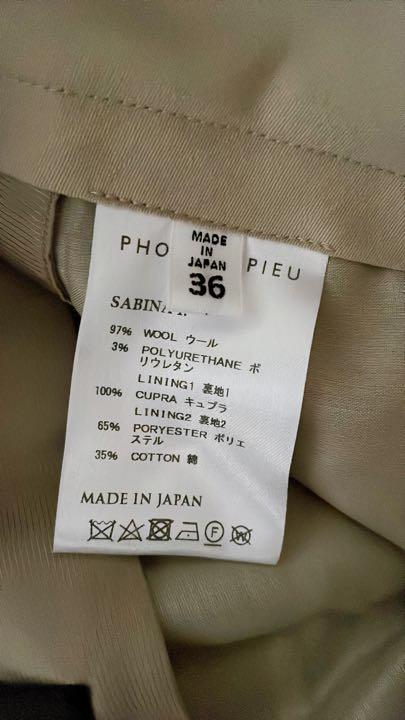 MADE
IN
JAPAN
36
PHO PIEU
97% WOOL ウール
3% POLYURETHANE ポ
リウレタン
LINING1 裏地1
100% CUPRA キュプラ
LINING2 裏地2
65% PORYESTER ポリエ
ステル
35% COTTON 綿
MADE IN JAPAN
F
W